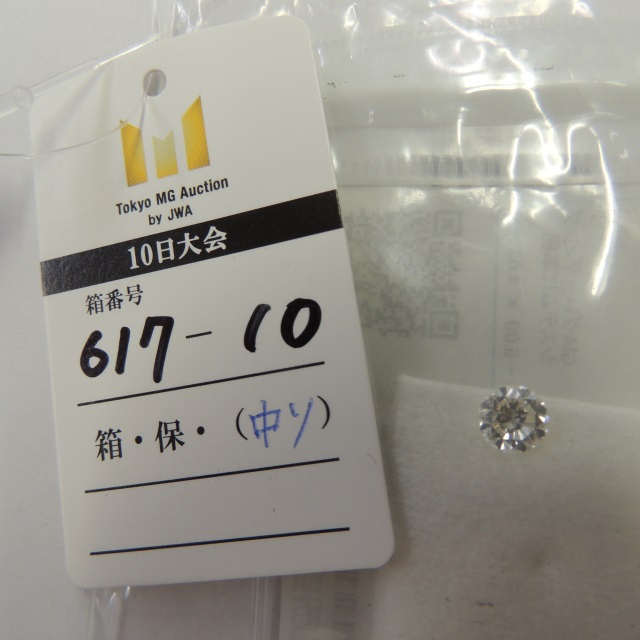 Tokyo MG Auction
by JWA
10日大会
箱番号
617-10
箱・保・(中ソ)